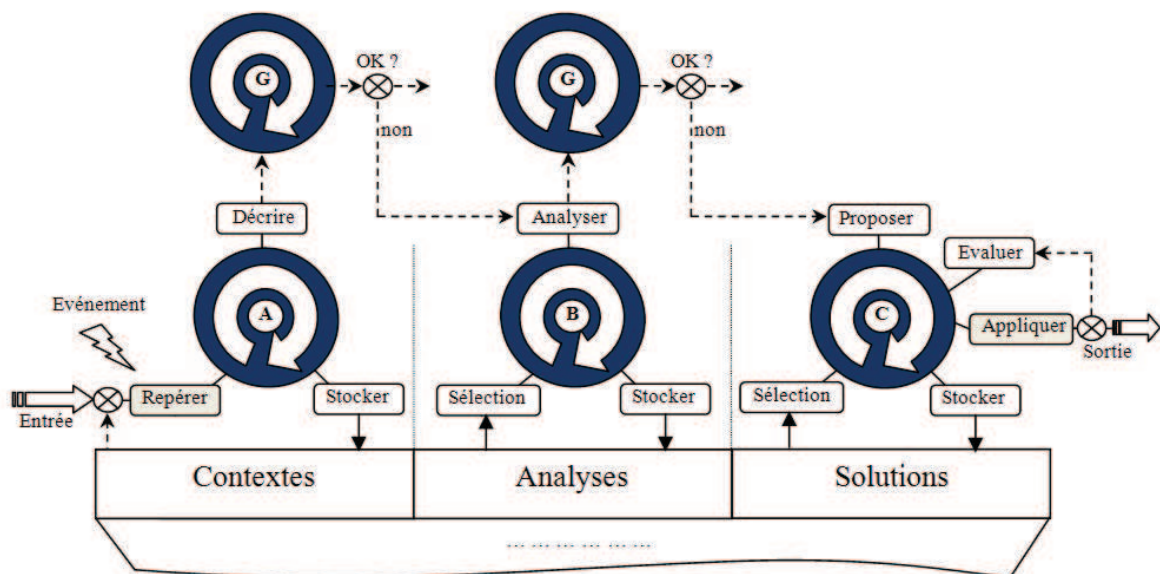 OK ?
OK ?
G
G
non
non
Décrire
Analyser
Proposer
Evaluer
Evénement
A
B
C
Appliquer
Sortie
Repérer
Stocker
Sélection
Stocker
Sélection
Stocker
Entrée
Contextes
Analyses
Solutions
... ... ... ... ... ...